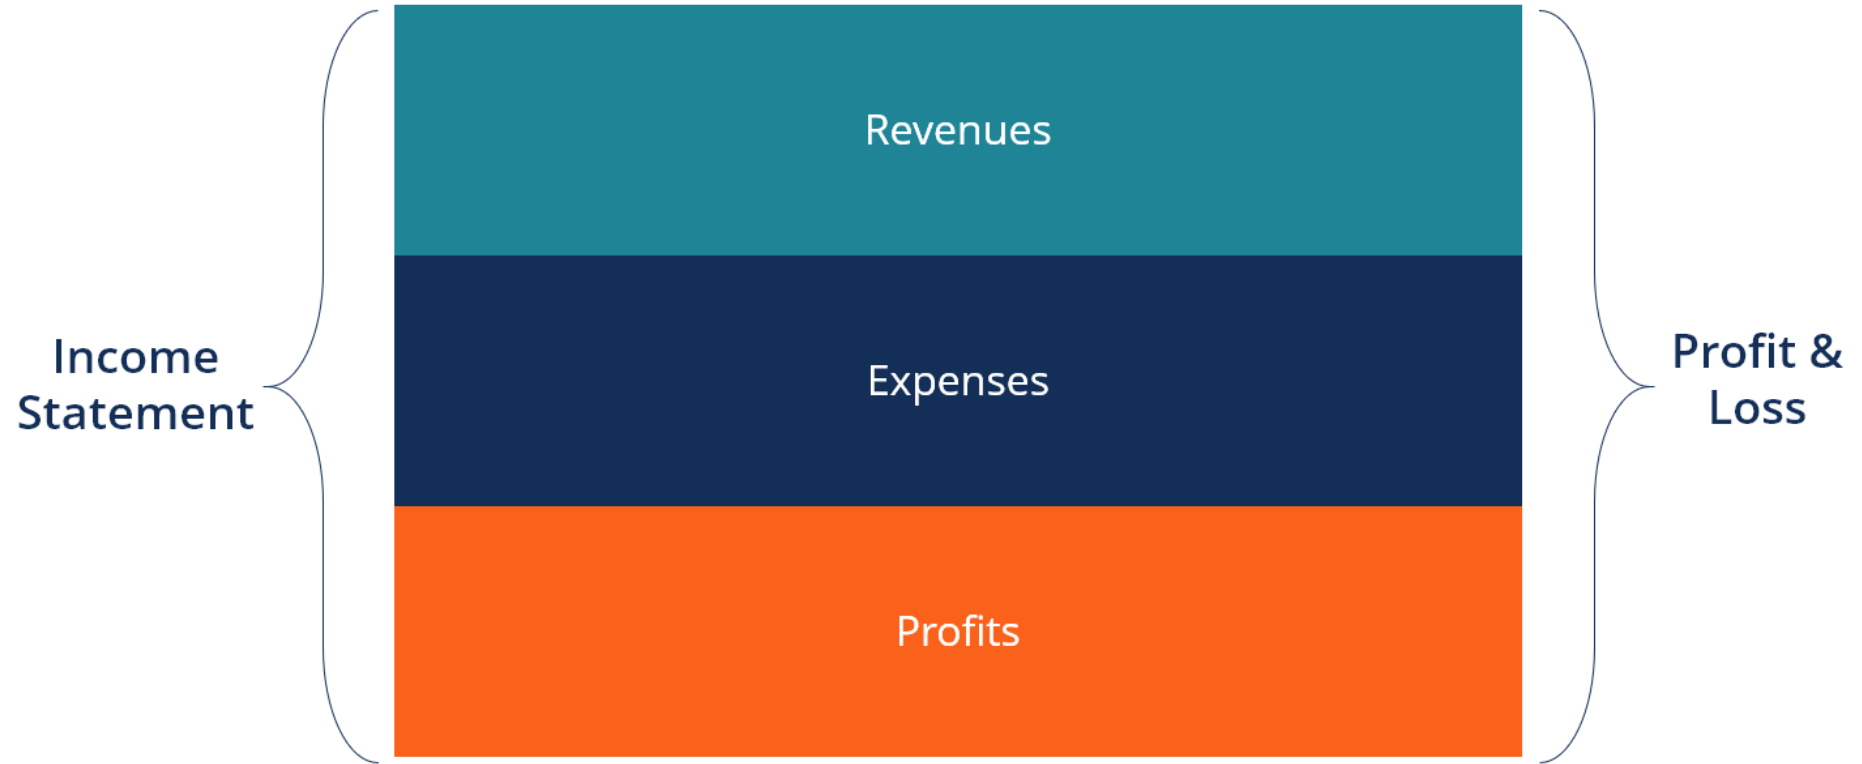 Revenues
Expenses
Profits
Income
Statement
Profit &
Loss